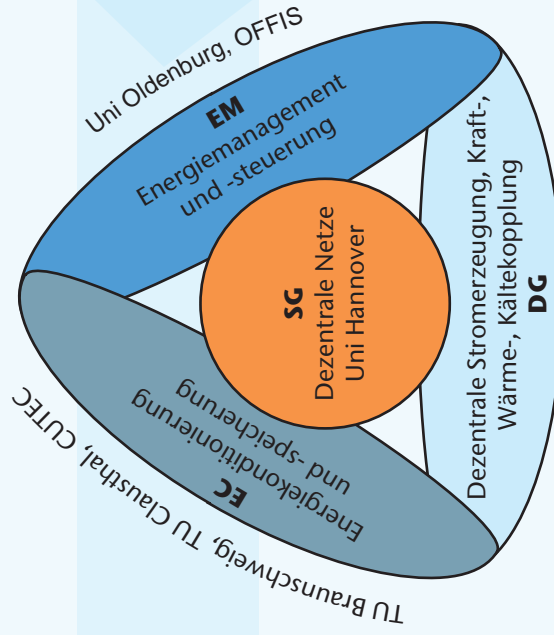 Uni Oldenburg, OFFIS
EM
Energiemanagement
und -steuerung
TU Braunschweig, TU Clausthal, CUTEC
EC
Energiekonditionierung
und -speicherung
SG
Dezentrale Netze
Uni Hannover
Dezentrale Stromerzeugung, Kraft-,
Wärme-, Kältekopplung
DG